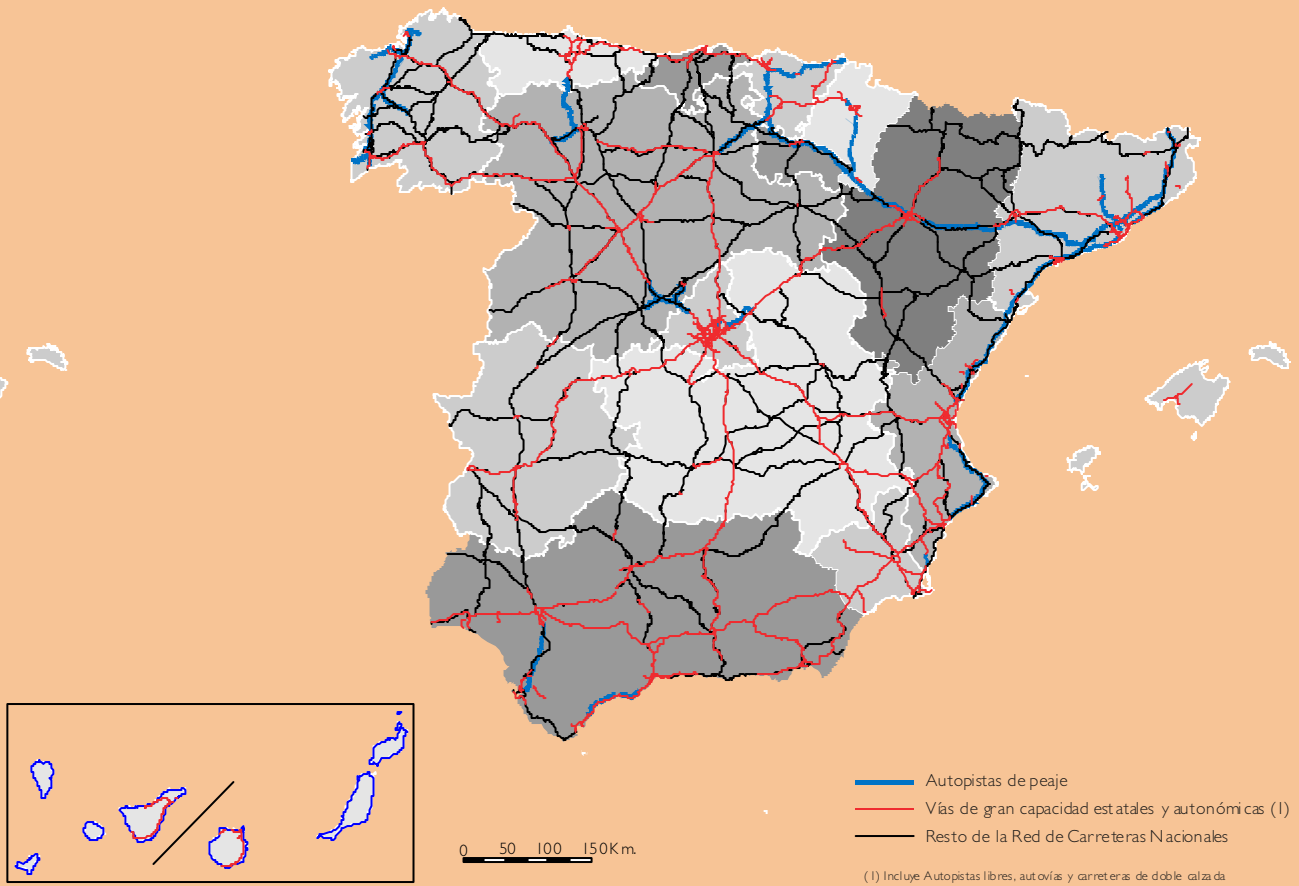 Autopistas de peaje
Vías de gran capacidad estatales y autonómicas (1)
Resto de la Red de Carreteras Nacionales
0 50 100 150Km.
(1) Incluye Autopistas libres, autovías y carreteras de doble calzada